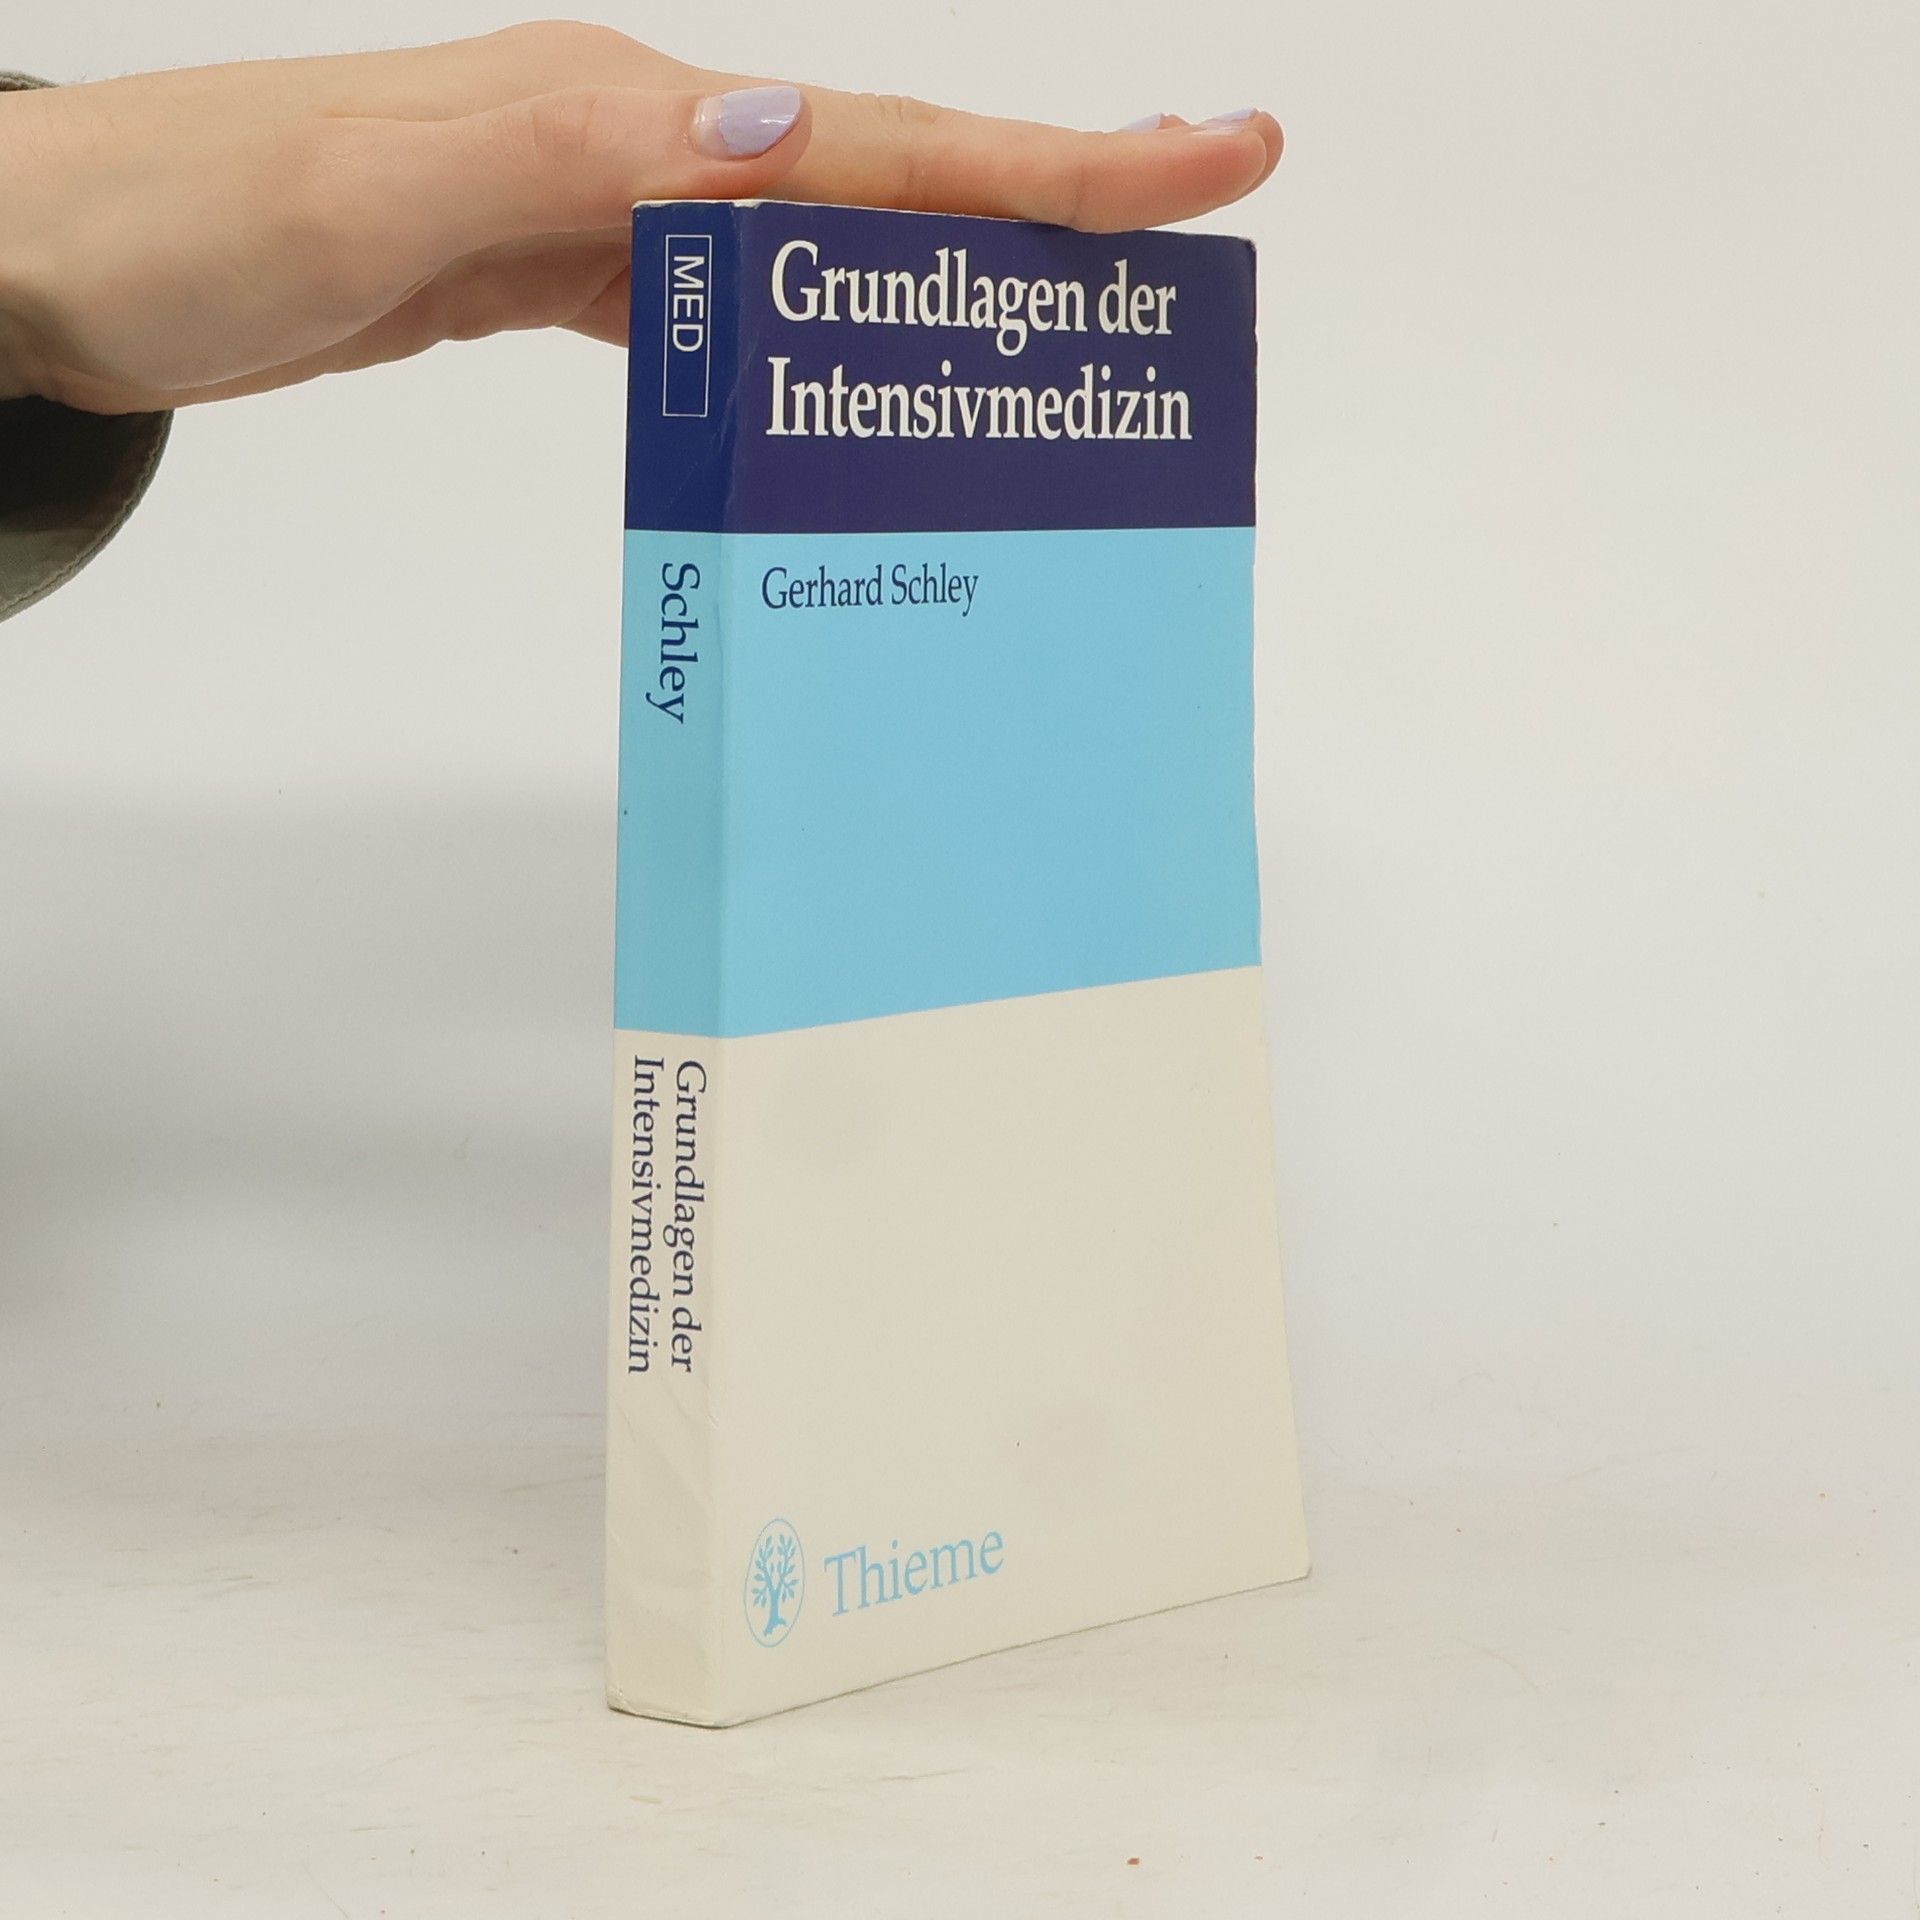 MED
Schley
Grundlagen der
Intensivmedizin
Grundlagen der
Intensivmedizin
Gerhard Schley
Thieme